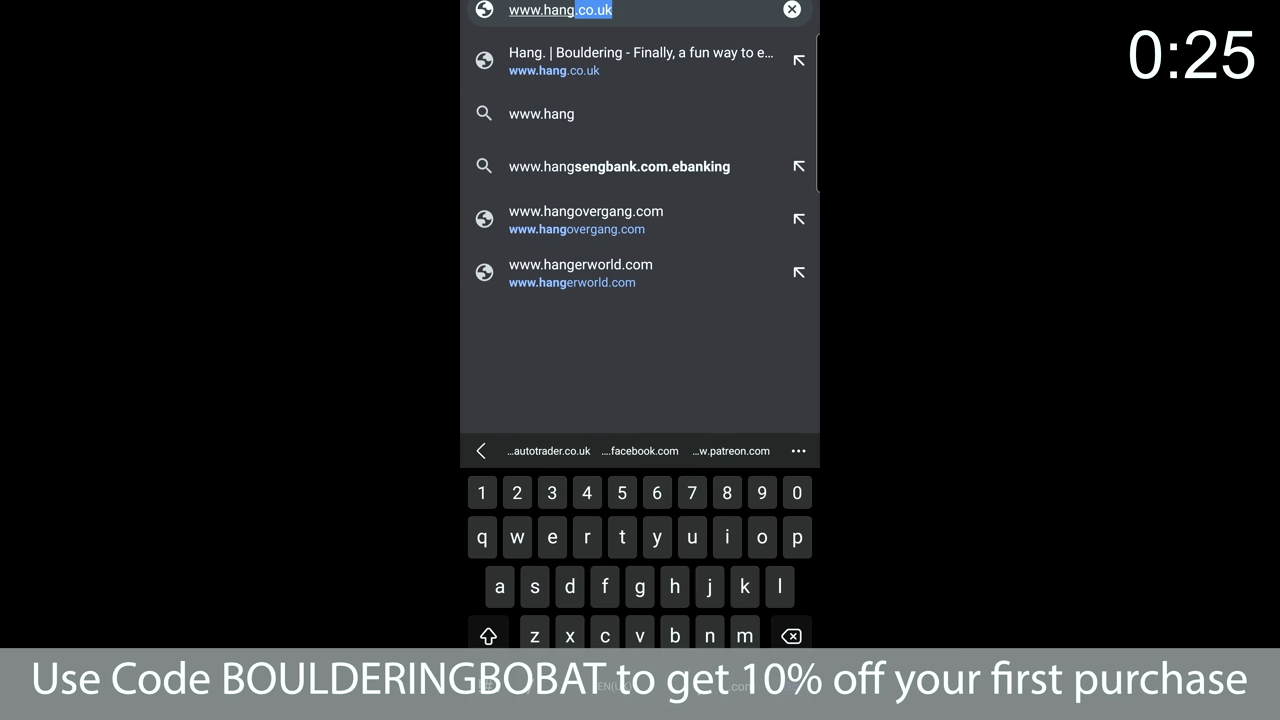 www.hang.co.uk
0:25
Hang. | Bouldering - Finally, a fun way to e...
www.hang.co.uk
www.hang
www.hangsengbank.com.ebanking
www.hangovergang.com
www.hangovergang.com
www.hangerworld.com
www.hangerworld.com
...autotrader.co.uk ....facebook.com ...w.patreon.com
1 2 3 4 5 6 7 8 9 0
q w e r t y u i o p
a s d f g h j k l
z x c v b n m
Use Code BOULDERINGBOBAT to get 10% off your first purchase